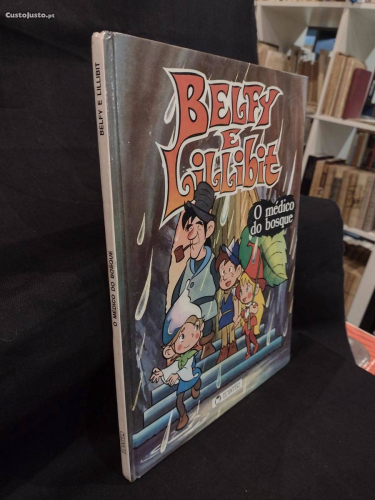 CustoJusto.pt
BELFY E LILLIBIT
O MÉDICO DO BOSQUE
BELFY
E
LiLLibit
O médico
do bosque